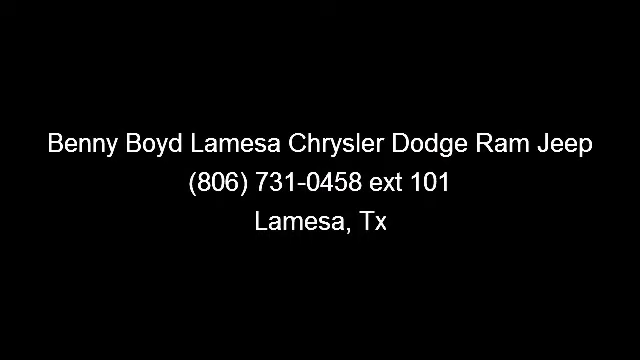 Benny Boyd Lamesa Chrysler Dodge Ram Jeep
(806) 731-0458 ext 101
Lamesa, Tx